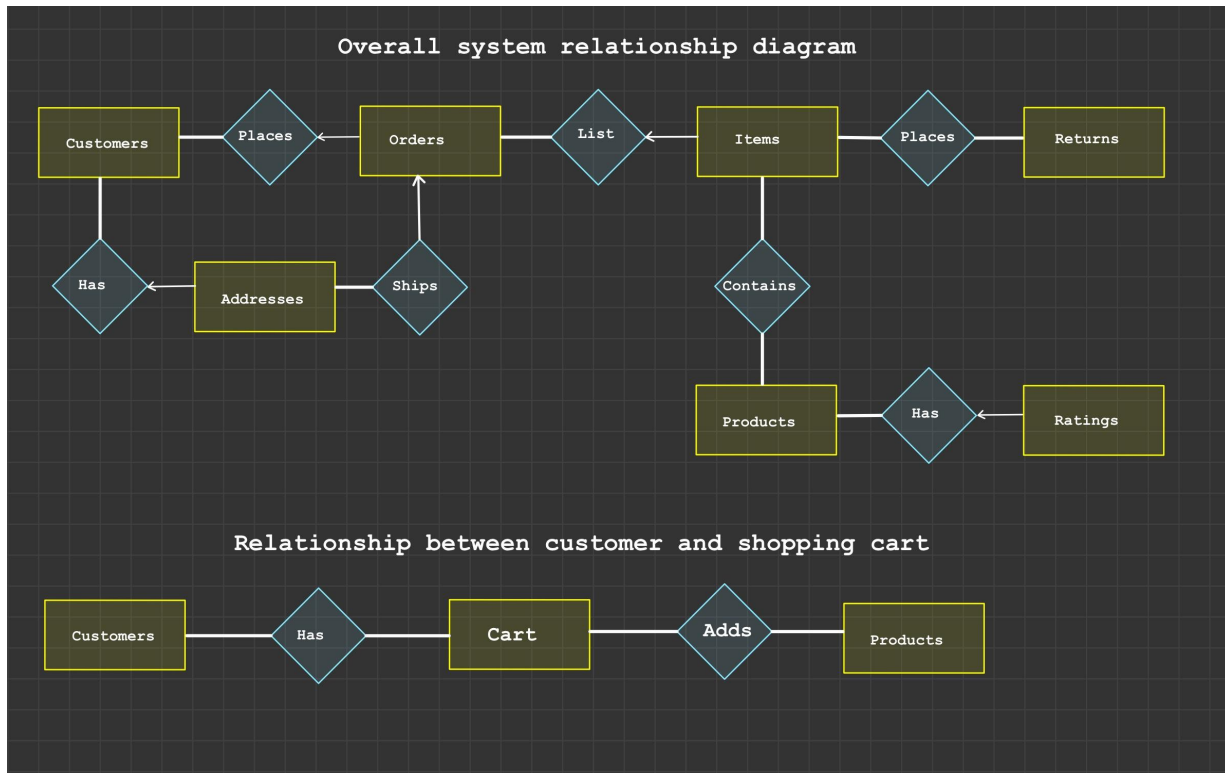 Overall system relationship diagram
Customers
Places
Orders
List
Items
Places
Returns
Has
Addresses
Ships
Contains
Products
Has
Ratings
Relationship between customer and shopping cart
Customers
Has
Cart
Adds
Products